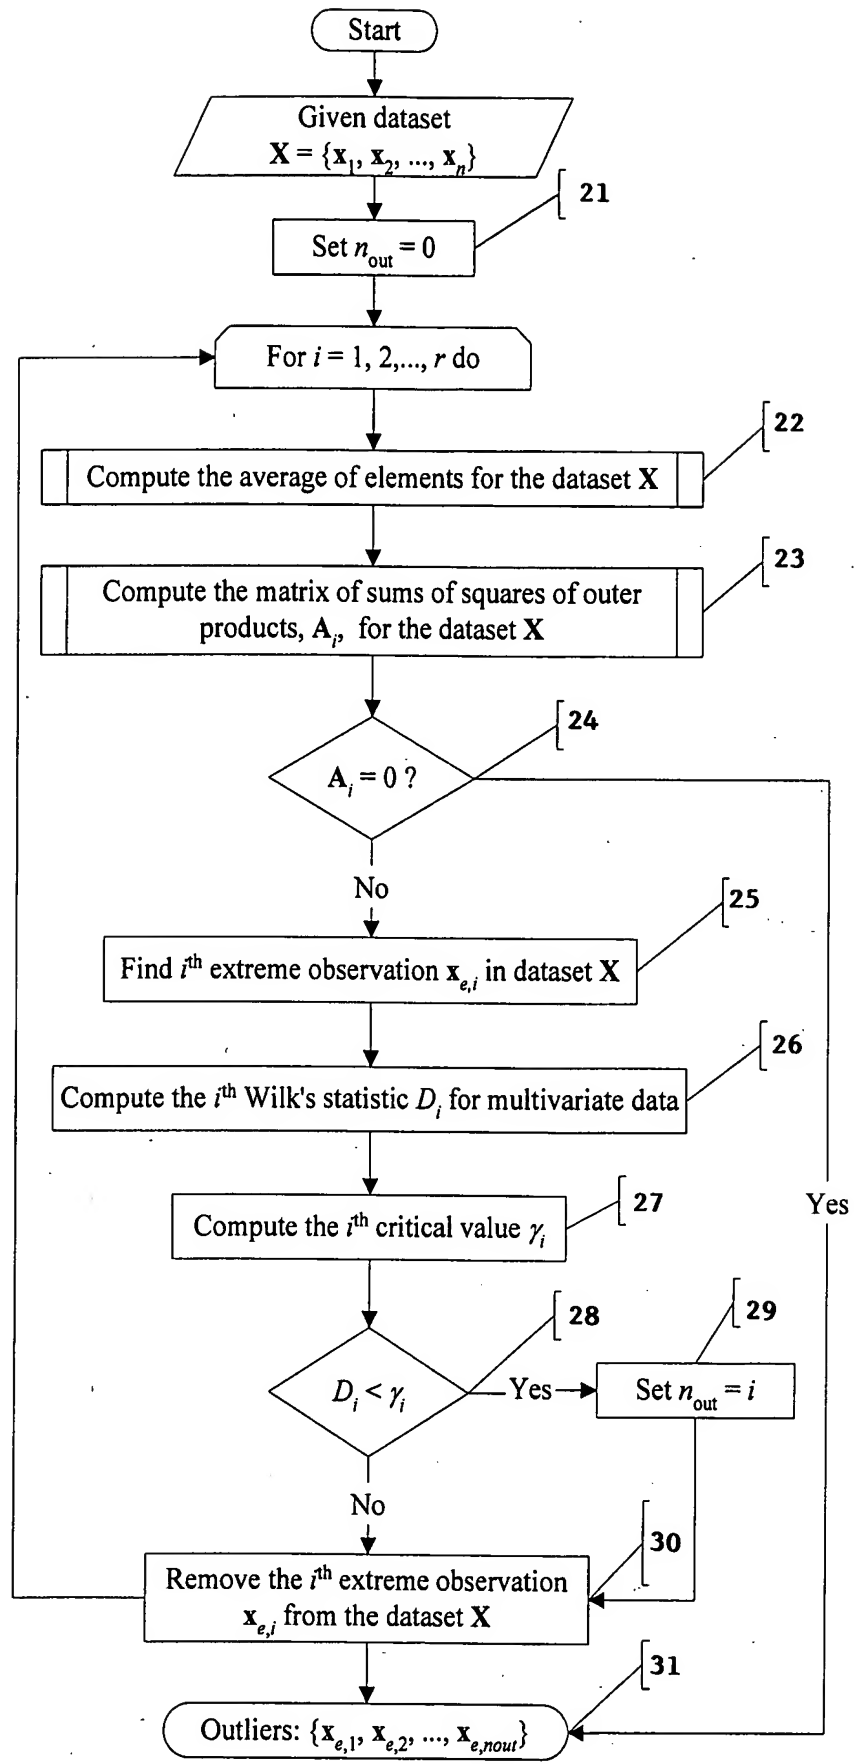 Start
Given dataset
X = {x1, x2, ..., xn}
21
Set nout = 0
For i = 1, 2,..., r do
22
Compute the average of elements for the dataset X
23
Compute the matrix of sums of squares of outer
products, Ai, for the dataset X
24
Ai = 0 ?
No
25
Find ith extreme observation xe,i in dataset X
26
Compute the ith Wilk's statistic Di for multivariate data
27
Yes
Compute the ith critical value γi
28
29
Di < γi
Yes
Set nout = i
No
30
Remove the ith extreme observation
xe,i from the dataset X
31
Outliers: {xe,1, xe,2, ..., xe,nout}